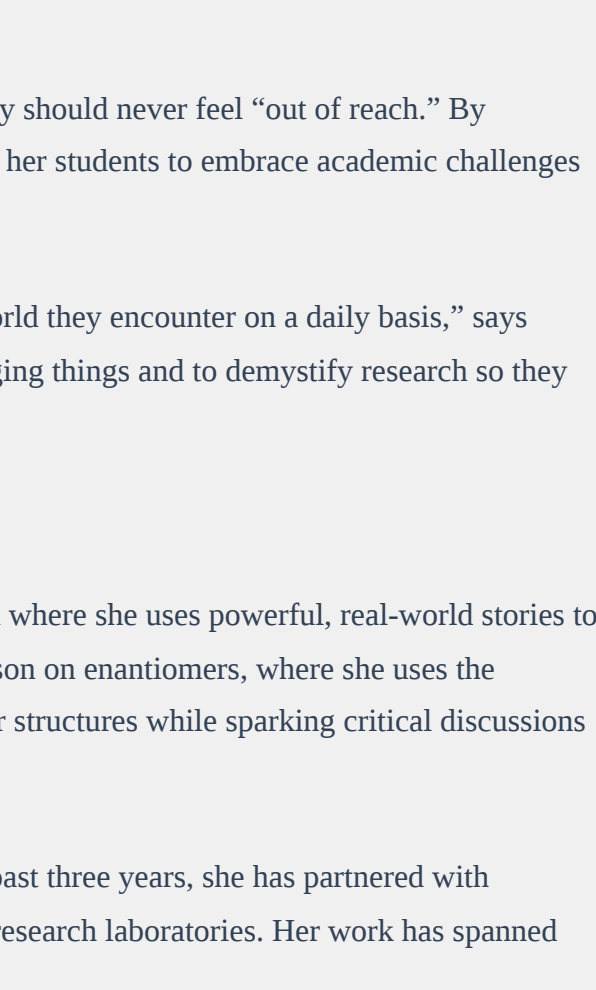 y should never feel “out of reach.” By
her students to embrace academic challenges
orld they encounter on a daily basis,” says
ging things and to demystify research so they
where she uses powerful, real-world stories to
son on enantiomers, where she uses the
r structures while sparking critical discussions
past three years, she has partnered with
research laboratories. Her work has spanned